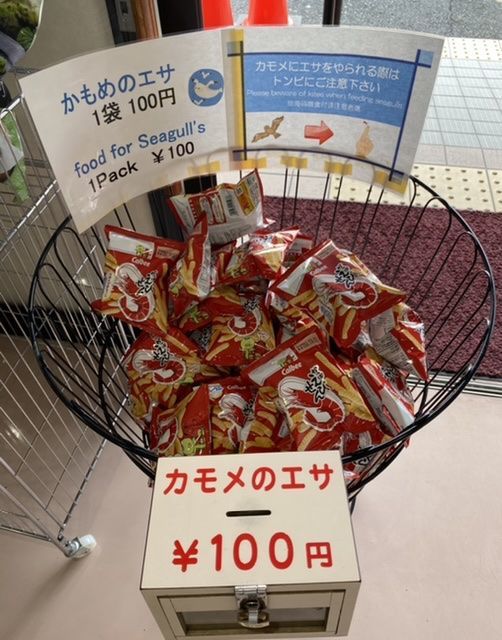 かもめのエサ
1袋 100円
food for Seagull's
1Pack ¥100
カモメにエサをやられる際は
トンビにご注意下さい
Please beware of kites when feeding seagulls
Calbee
Calbee
カモメのエサ
¥100円